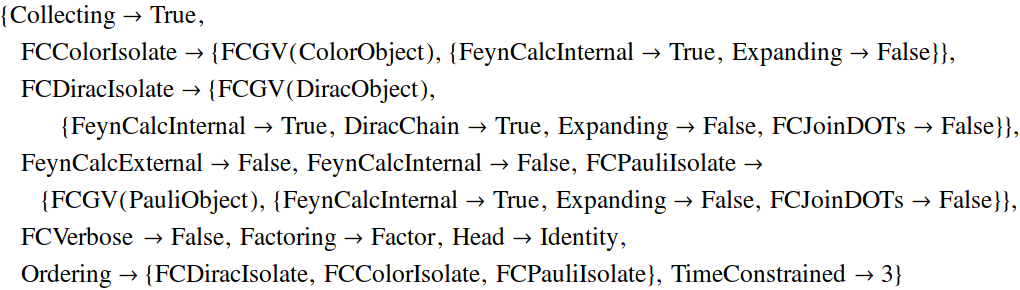 {Collecting → True,
FCColorIsolate → {FCGV(ColorObject), {FeynCalcInternal → True, Expanding → False}},
FCDiracIsolate → {FCGV(DiracObject),
{FeynCalcInternal → True, DiracChain → True, Expanding → False, FCJoinDOTs → False}},
FeynCalcExternal → False, FeynCalcInternal → False, FCPauliIsolate →
{FCGV(PauliObject), {FeynCalcInternal → True, Expanding → False, FCJoinDOTs → False}},
FCVerbose → False, Factoring → Factor, Head → Identity,
Ordering → {FCDiracIsolate, FCColorIsolate, FCPauliIsolate}, TimeConstrained → 3}